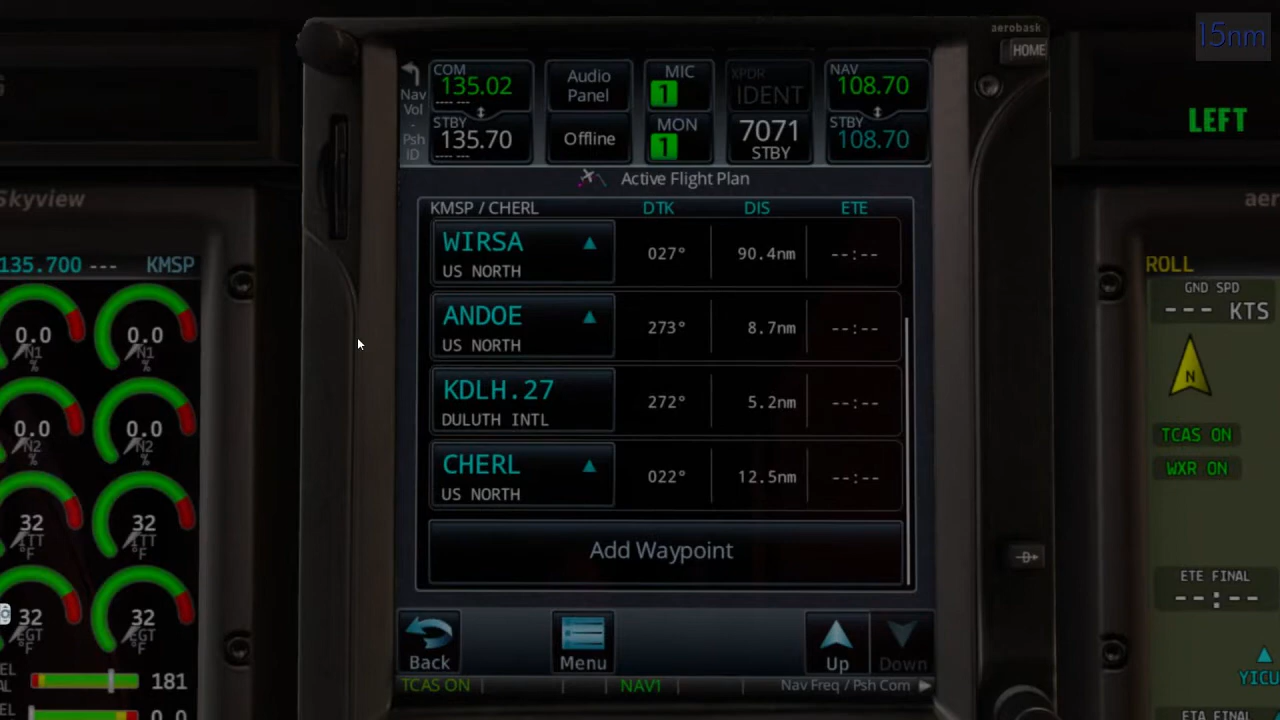 15nm
aerobask
HOME
Nav
Vol
-
Psh
ID
COM
135.02
---- ---
STBY
135.70
---- ---
Audio
Panel
Offline
MIC
1
MON
1
XPDR
IDENT
7071
STBY
NAV
108.70
STBY
108.70
Active Flight Plan
KMSP / CHERL DTK DIS ETE
WIRSA
US NORTH
027° 90.4nm --:--
ANDOE
US NORTH
273° 8.7nm --:--
KDLH.27
DULUTH INTL
272° 5.2nm --:--
CHERL
US NORTH
022° 12.5nm --:--
Add Waypoint
Back
Menu
Up
Down
TCAS ON
NAV1
Nav Freq / Psh Com
Skyview
135.700 --- KMSP
0.0
N1
%
0.0
N1
%
0.0
N2
%
0.0
N2
%
32
ITT
°F
32
ITT
°F
32
EGT
°F
32
EGT
°F
EL
AL
181
EL
0.0
LEFT
aer
ROLL
GND SPD
--- KTS
N
TCAS ON
WXR ON
ETE FINAL
--:--
YICU
ETA FINAL
D